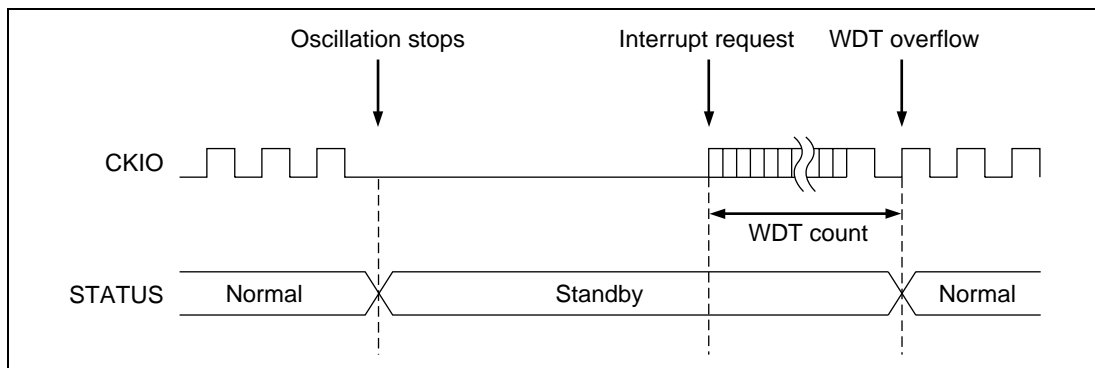 Oscillation stops Interrupt request WDT overflow
CKIO
WDT count
STATUS Normal Standby Normal